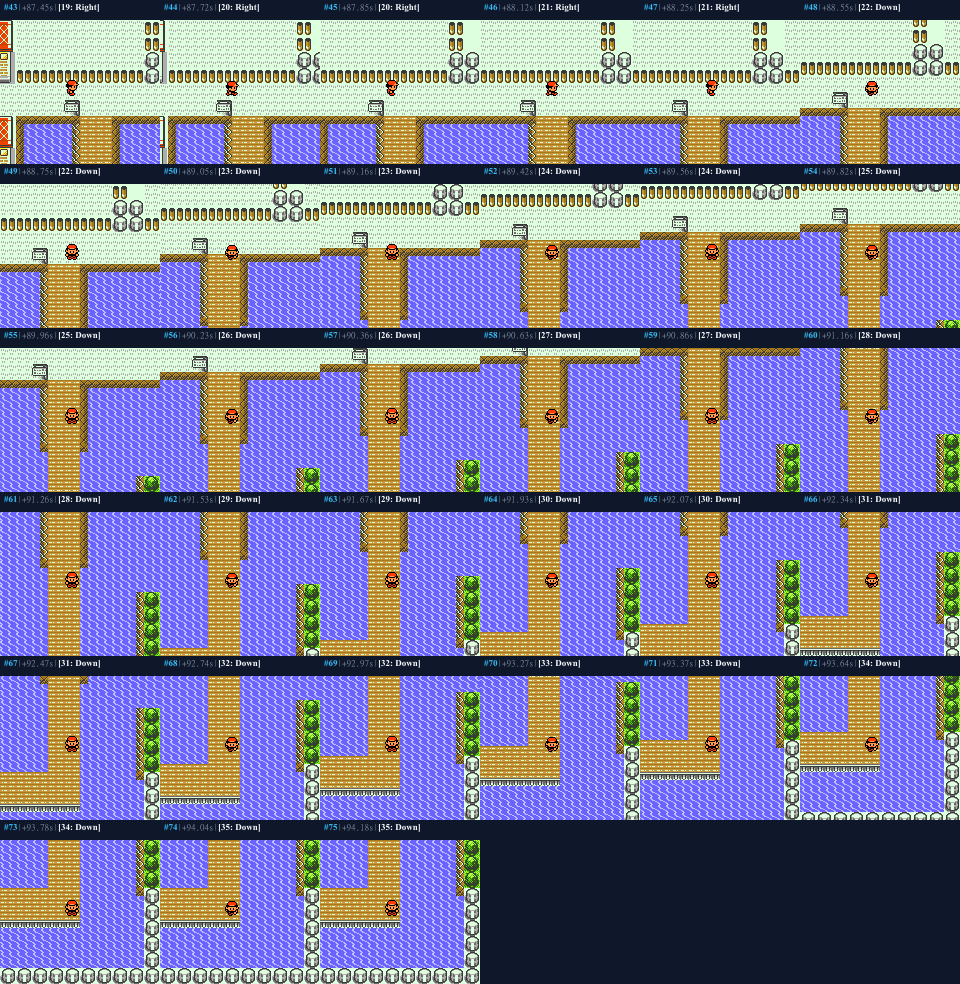 #43| +87.45s| [19: Right]
#44| +87.72s| [20: Right]
#45| +87.85s| [20: Right]
#46| +88.12s| [21: Right]
#47| +88.25s| [21: Right]
#48| +88.55s| [22: Down]
#49| +88.75s| [22: Down]
#50| +89.05s| [23: Down]
#51| +89.16s| [23: Down]
#52| +89.42s| [24: Down]
#53| +89.56s| [24: Down]
#54| +89.82s| [25: Down]
#55| +89.96s| [25: Down]
#56| +90.23s| [26: Down]
#57| +90.36s| [26: Down]
#58| +90.63s| [27: Down]
#59| +90.86s| [27: Down]
#60| +91.16s| [28: Down]
#61| +91.26s| [28: Down]
#62| +91.53s| [29: Down]
#63| +91.67s| [29: Down]
#64| +91.93s| [30: Down]
#65| +92.07s| [30: Down]
#66| +92.34s| [31: Down]
#67| +92.47s| [31: Down]
#68| +92.74s| [32: Down]
#69| +92.97s| [32: Down]
#70| +93.27s| [33: Down]
#71| +93.37s| [33: Down]
#72| +93.64s| [34: Down]
#73| +93.78s| [34: Down]
#74| +94.04s| [35: Down]
#75| +94.18s| [35: Down]